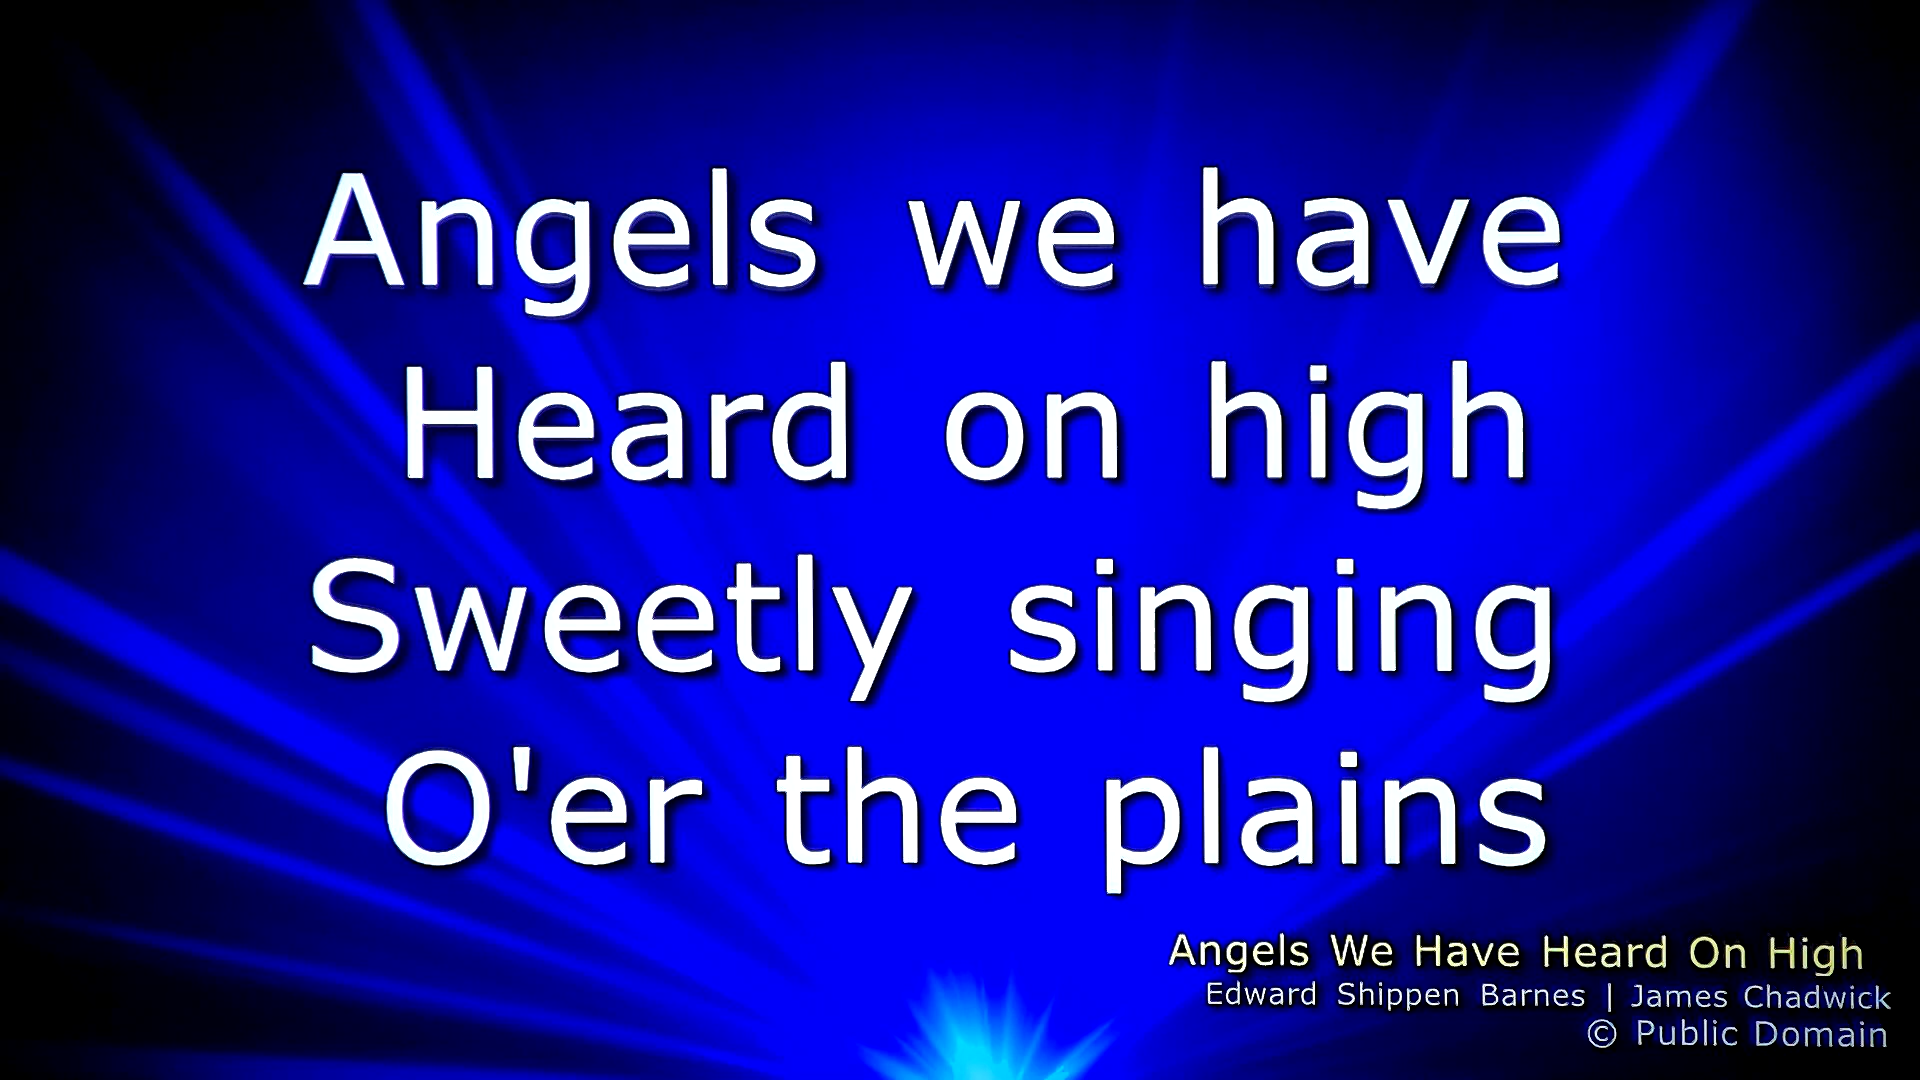 Angels we have
Heard on high
Sweetly singing
O'er the plains
Angels We Have Heard On High
Edward Shippen Barnes | James Chadwick
© Public Domain